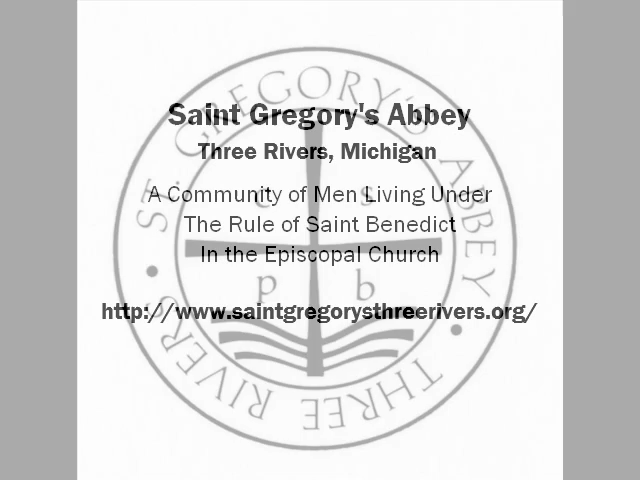 Saint Gregory's Abbey
Three Rivers, Michigan
A Community of Men Living Under
The Rule of Saint Benedict
In the Episcopal Church
http://www.saintgregorysthreerivers.org/
ST. GREGORY'S ABBEY
THREE RIVERS
c s
p b